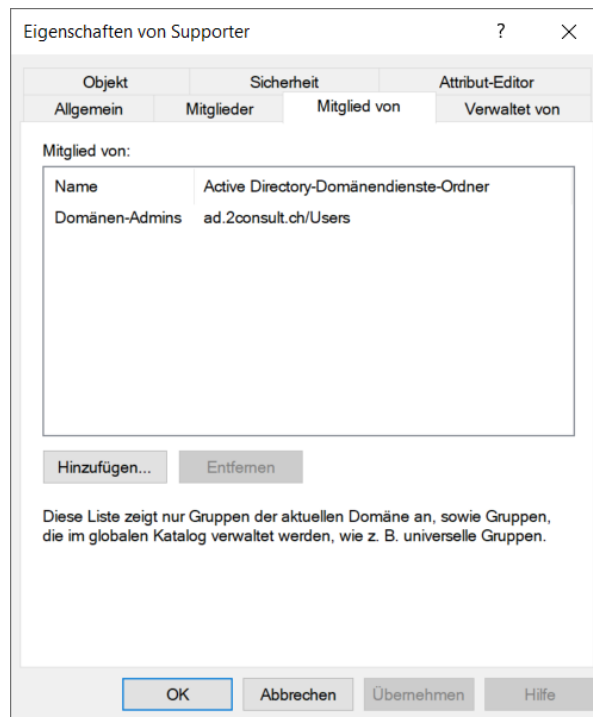 Eigenschaften von Supporter ?
Objekt Sicherheit Attribut-Editor
Allgemein Mitglieder Mitglied von Verwaltet von
Mitglied von:
Name Active Directory-Domänendienste-Ordner
Domänen-Admins ad.2consult.ch/Users
Hinzufügen... Entfernen
Diese Liste zeigt nur Gruppen der aktuellen Domäne an, sowie Gruppen,
die im globalen Katalog verwaltet werden, wie z. B. universelle Gruppen.
OK Abbrechen Übernehmen Hilfe